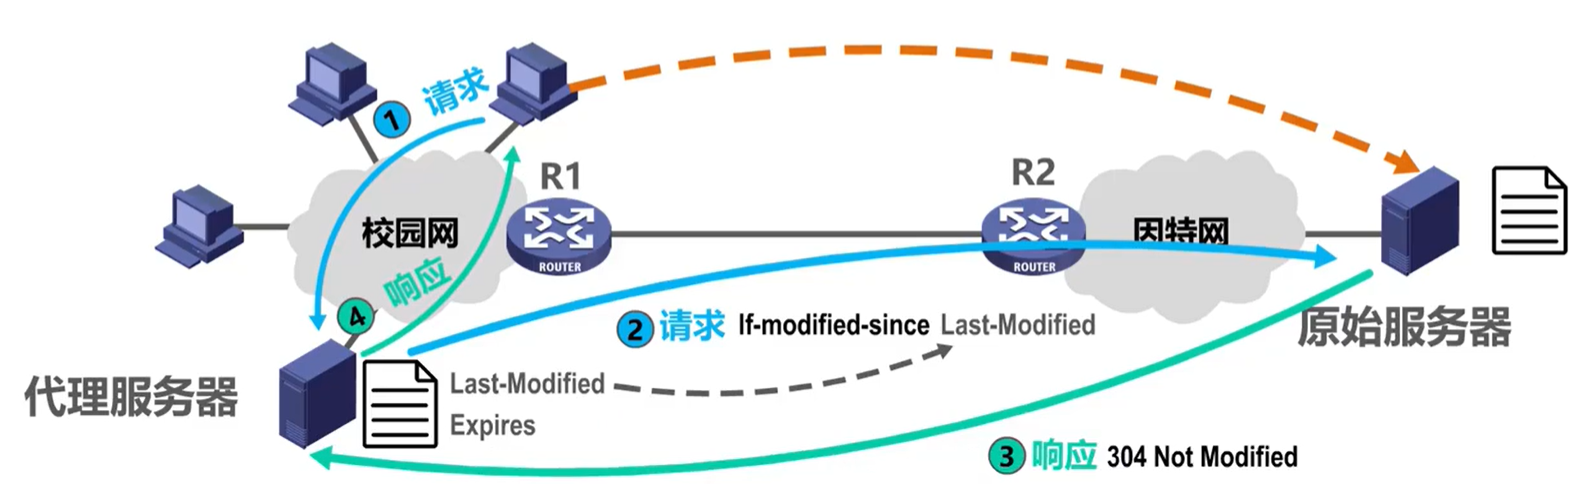 1 请求
R1
R2
校园网
ROUTER
ROUTER
因特网
4 响应
2 请求 If-modified-since Last-Modified
原始服务器
代理服务器
Last-Modified
Expires
3 响应 304 Not Modified